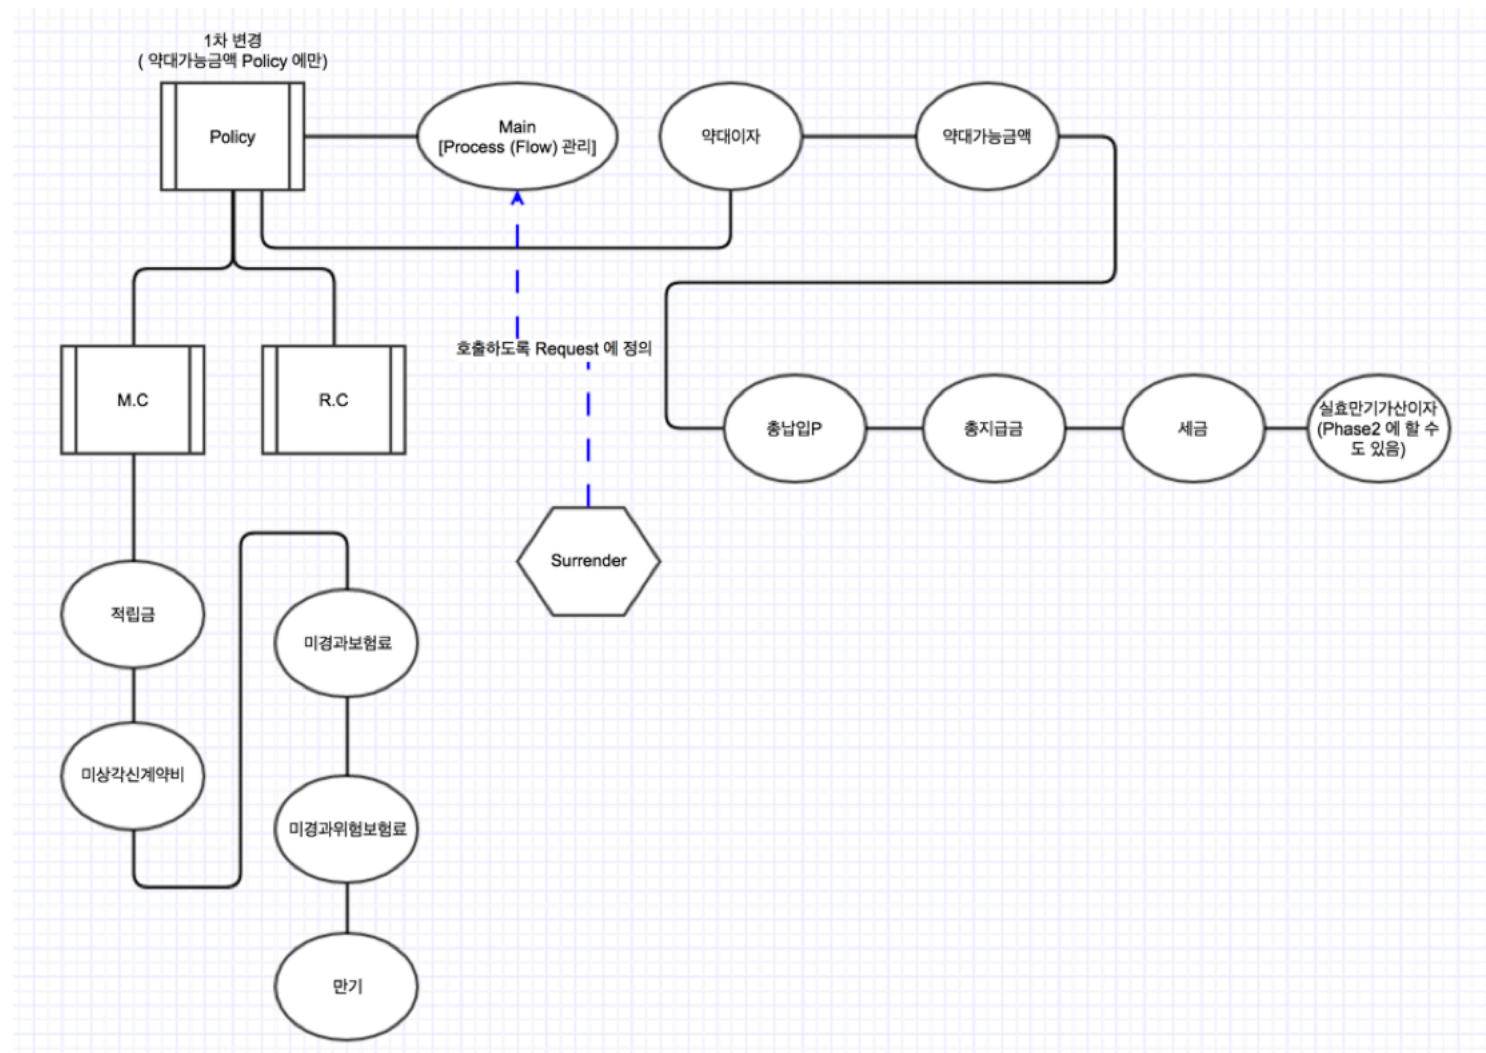 1차 변경
( 약대가능금액 Policy 에만)
Policy
Main
[Process (Flow) 관리]
약대이자
약대가능금액
호출하도록 Request 에 정의
M.C
R.C
총납입P
총지급금
세금
실효만기가산이자
(Phase2 에 할 수
도 있음)
Surrender
적립금
미경과보험료
미상각신계약비
미경과위험보험료
만기